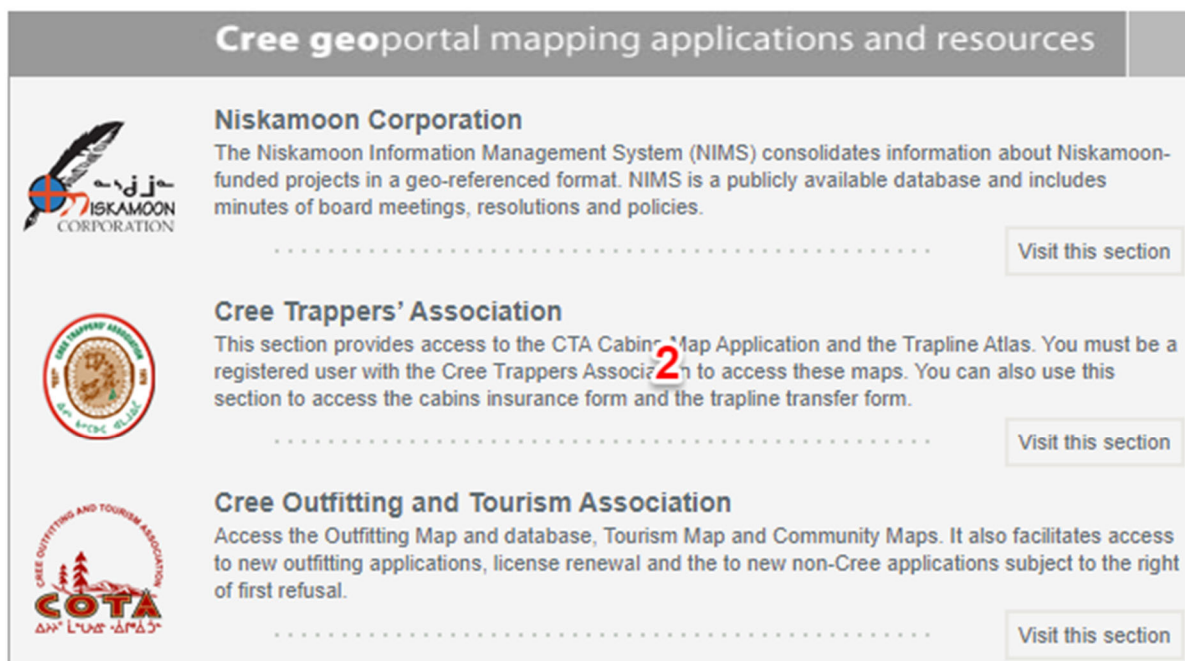 Cree geoportal mapping applications and resources
Niskamoon Corporation
The Niskamoon Information Management System (NIMS) consolidates information about Niskamoon-
funded projects in a geo-referenced format. NIMS is a publicly available database and includes
minutes of board meetings, resolutions and policies.
NISKAMOON
CORPORATION
Visit this section
Cree Trappers' Association
This section provides access to the CTA Cabins Map Application and the Trapline Atlas. You must be a
2
registered user with the Cree Trappers Association to access these maps. You can also use this
section to access the cabins insurance form and the trapline transfer form.
CREE TRAPPERS' ASSOCIATION
Visit this section
Cree Outfitting and Tourism Association
Access the Outfitting Map and database, Tourism Map and Community Maps. It also facilitates access
to new outfitting applications, license renewal and the to new non-Cree applications subject to the right
of first refusal.
CREE OUTFITTING AND TOURISM ASSOCIATION
COTA
Visit this section